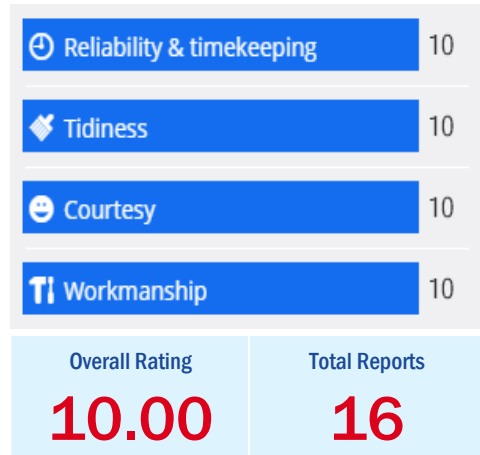 Reliability & timekeeping 10
Tidiness 10
Courtesy 10
Workmanship 10
Overall Rating Total Reports
10.00 16